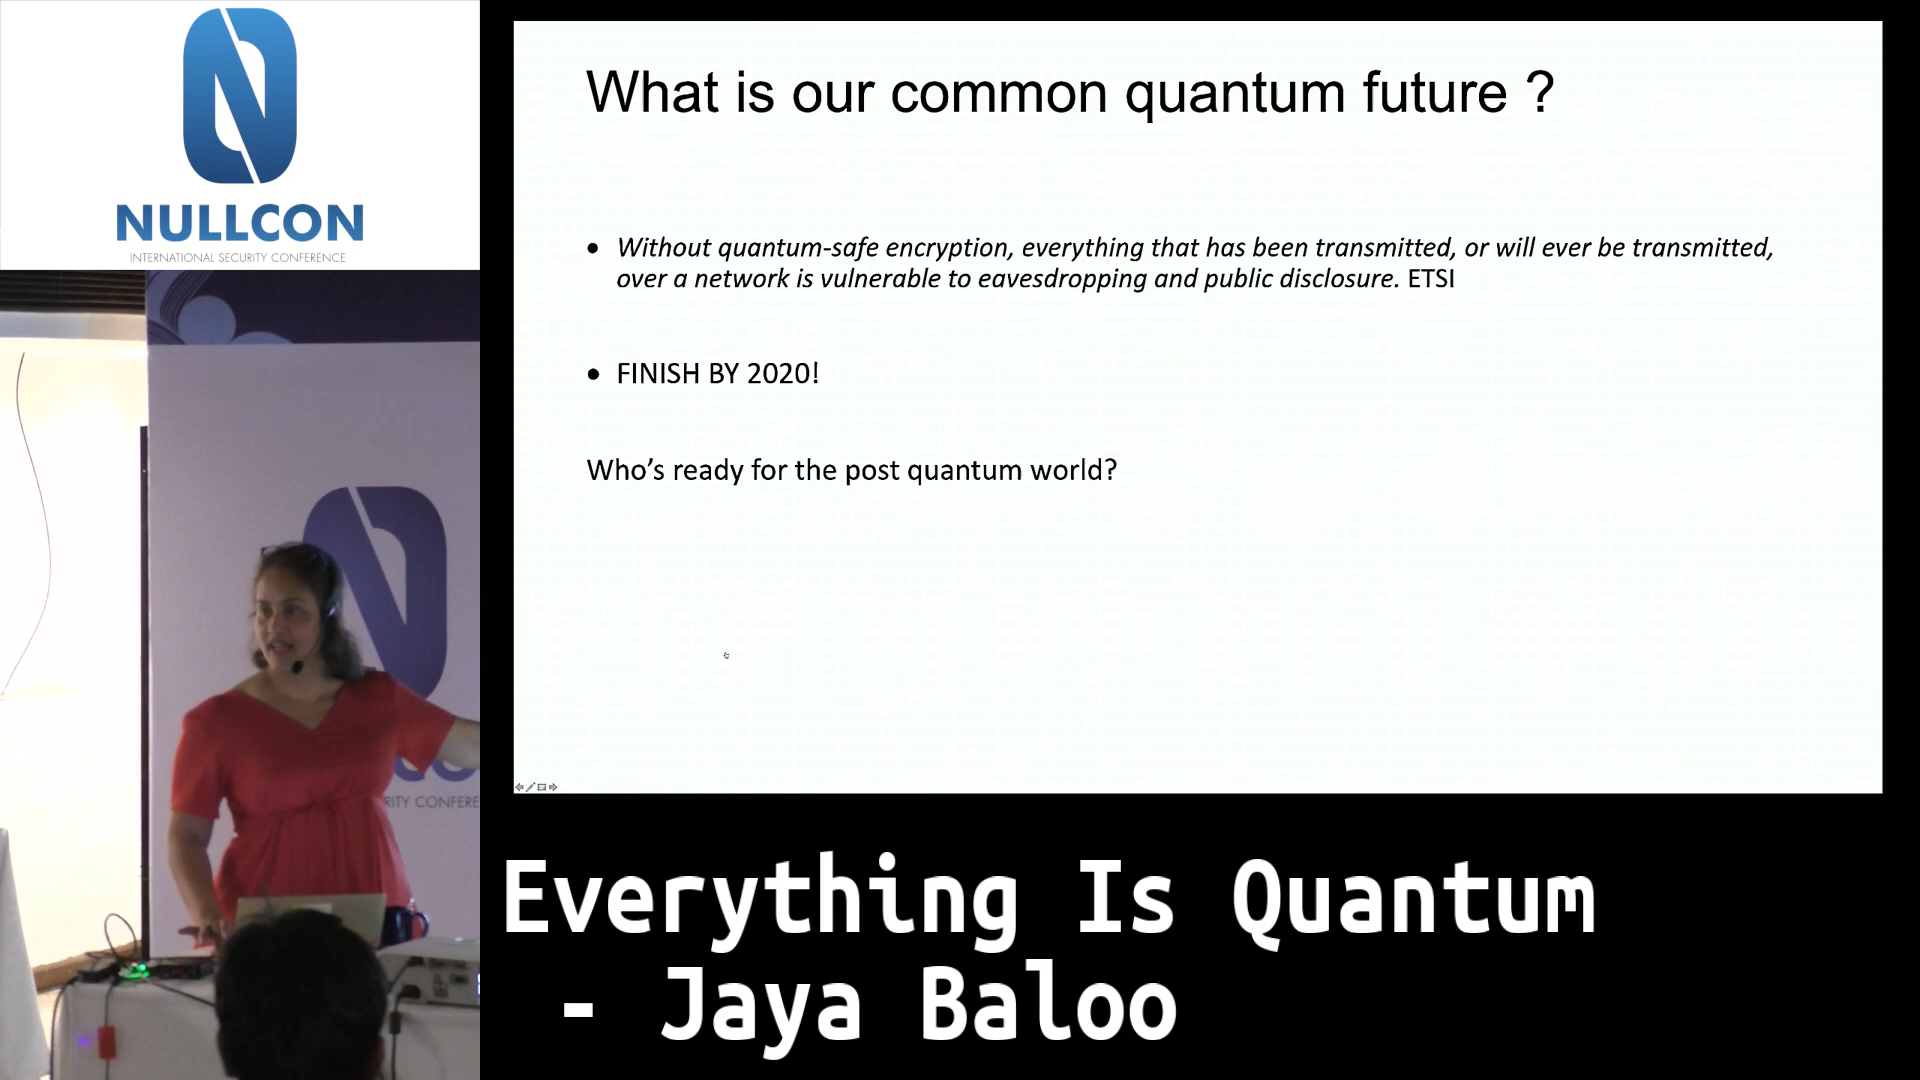 NULLCON
INTERNATIONAL SECURITY CONFERENCE
What is our common quantum future ?
• Without quantum-safe encryption, everything that has been transmitted, or will ever be transmitted,
over a network is vulnerable to eavesdropping and public disclosure. ETSI
• FINISH BY 2020!
Who’s ready for the post quantum world?
RITY CONFERE
Everything Is Quantum
- Jaya Baloo